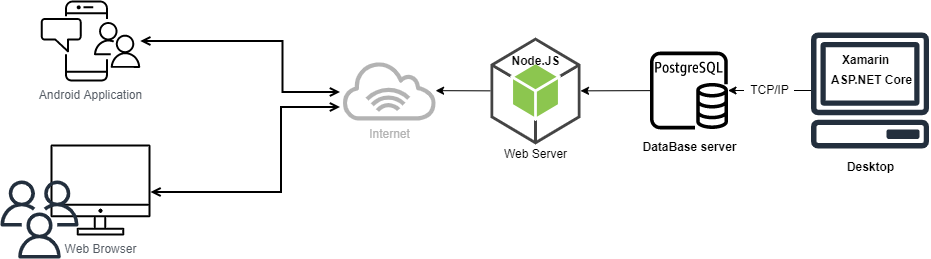 Android Application
Web Browser
Internet
Node.JS
Web Server
PostgreSQL
DataBase server
TCP/IP
Xamarin
ASP.NET Core
Desktop